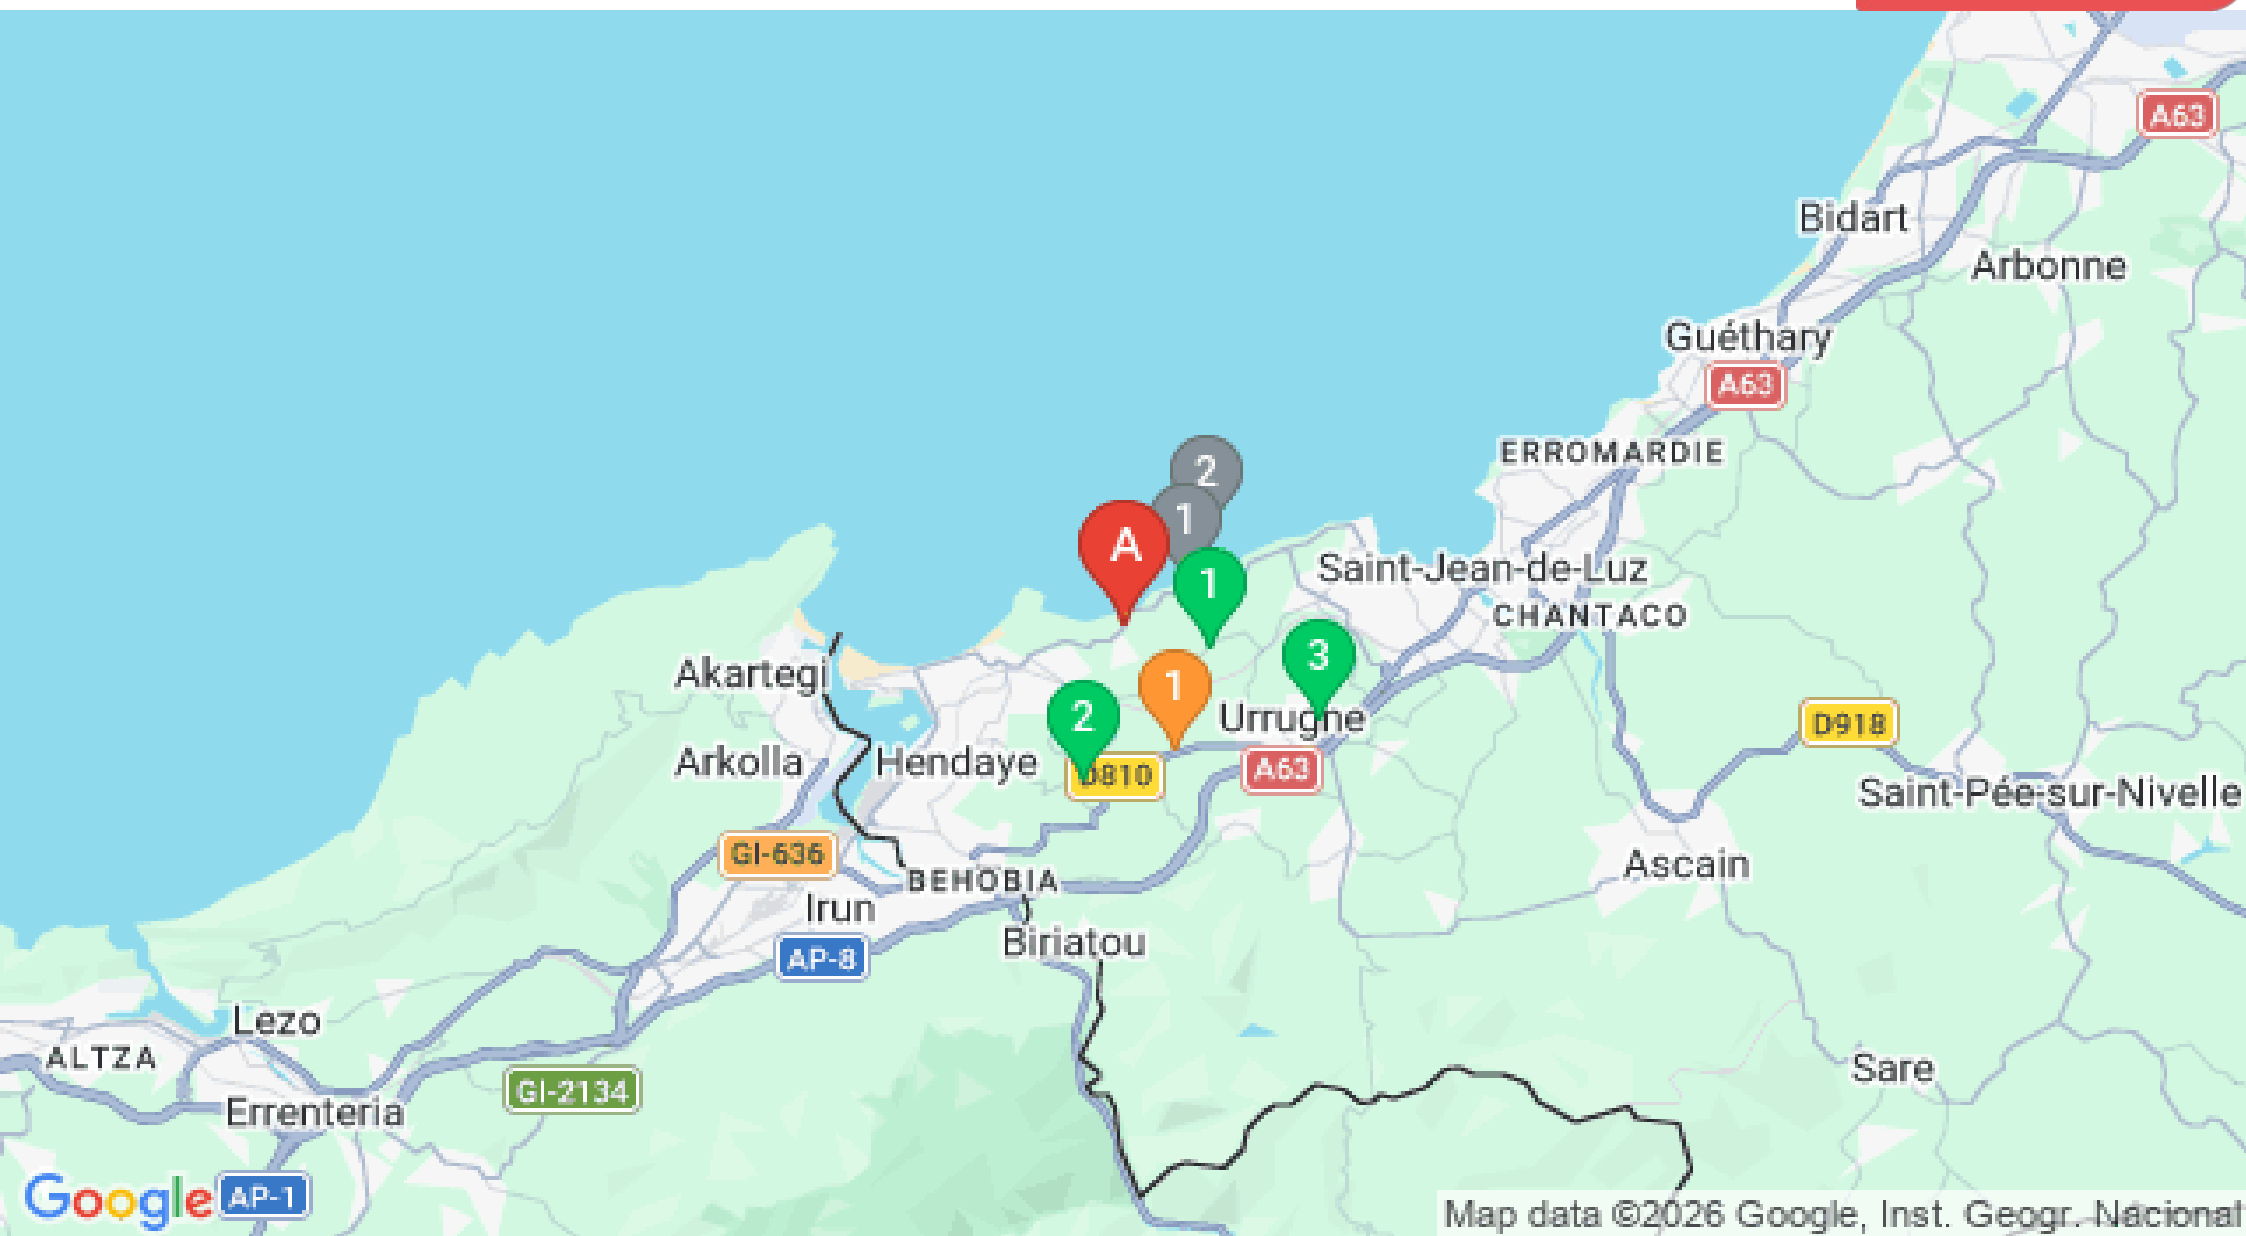 A63
Bidart
Arbonne
Guéthary
A63
ERROMARDIE
2
1
A
1
Saint-Jean-de-Luz
CHANTACO
3
Akartegi
1
2
Urrugne
D918
Arkolla
Hendaye
D810
A63
Saint-Pée-sur-Nivelle
GI-636
Ascain
BEHOBIA
Irun
Biriatou
AP-8
Lezo
ALTZA
Sare
GI-2134
Errenteria
Google
AP-1
Map data ©2026 Google, Inst. Geogr. Nacional